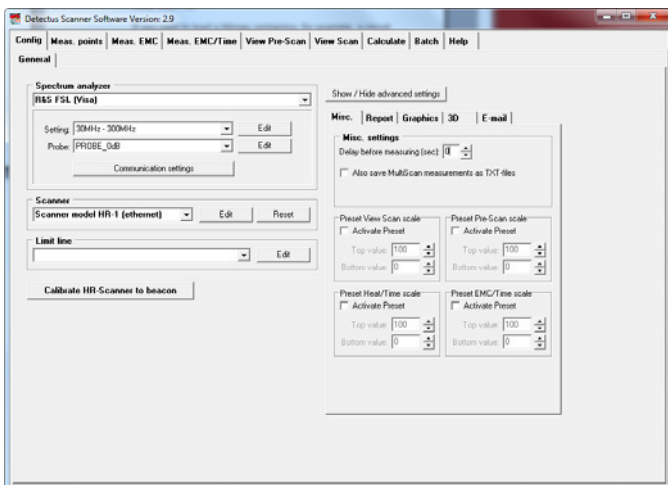 Detectus Scanner Software Version: 2.9
Config Meas. points Meas. EMC Meas. EMC/Time View Pre-Scan View Scan Calculate Batch Help
General
Spectrum analyzer
R&S FSL (Visa)
Setting: 30MHz - 300MHz Edit
Probe: PROBE_0dB Edit
Communication settings
Scanner
Scanner model HR-1 (ethernet) Edit Reset
Limit line
Edit
Calibrate HR-Scanner to beacon
Show / Hide advanced settings
Misc. Report Graphics 3D E-mail
Misc. settings
Delay before measuring (sec): 0
Also save MultiScan measurements as TXT-files
Preset View Scan scale
Activate Preset
Top value: 100
Bottom value: 0
Preset Pre-Scan scale
Activate Preset
Top value: 100
Bottom value: 0
Preset Heat/Time scale
Activate Preset
Top value: 100
Bottom value: 0
Preset EMC/Time scale
Activate Preset
Top value: 100
Bottom value: 0